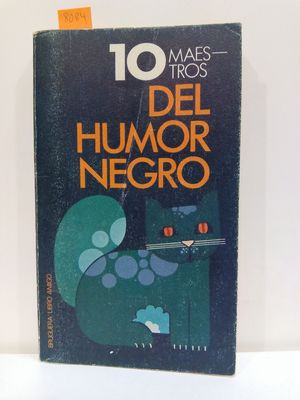 8084
10 MAES—
TROS
DEL
HUMOR
NEGRO
BRUGUERA·LIBRO AMIGO